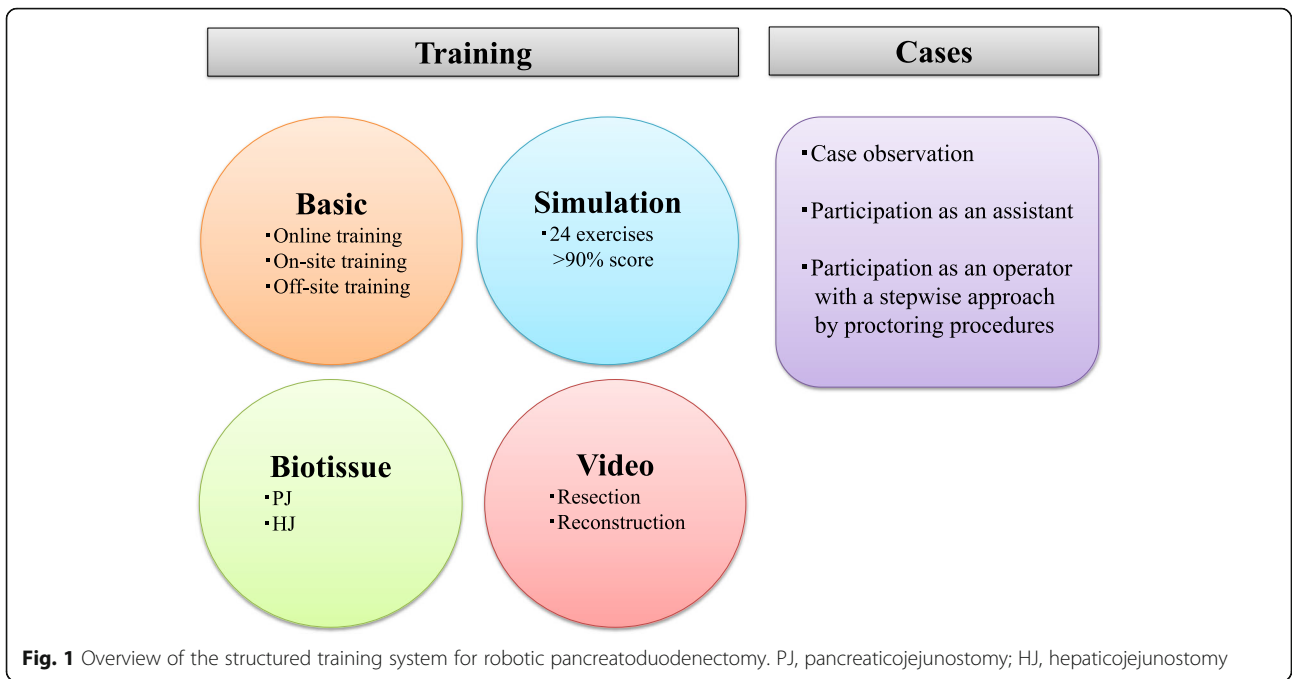 Training
Cases
Basic
▪Online training
▪On-site training
▪Off-site training
Simulation
▪24 exercises
>90% score
Biotissue
▪PJ
▪HJ
Video
▪Resection
▪Reconstruction
▪Case observation
▪Participation as an assistant
▪Participation as an operator
with a stepwise approach
by proctoring procedures
Fig. 1 Overview of the structured training system for robotic pancreatoduodenectomy. PJ, pancreaticojejunostomy; HJ, hepaticojejunostomy